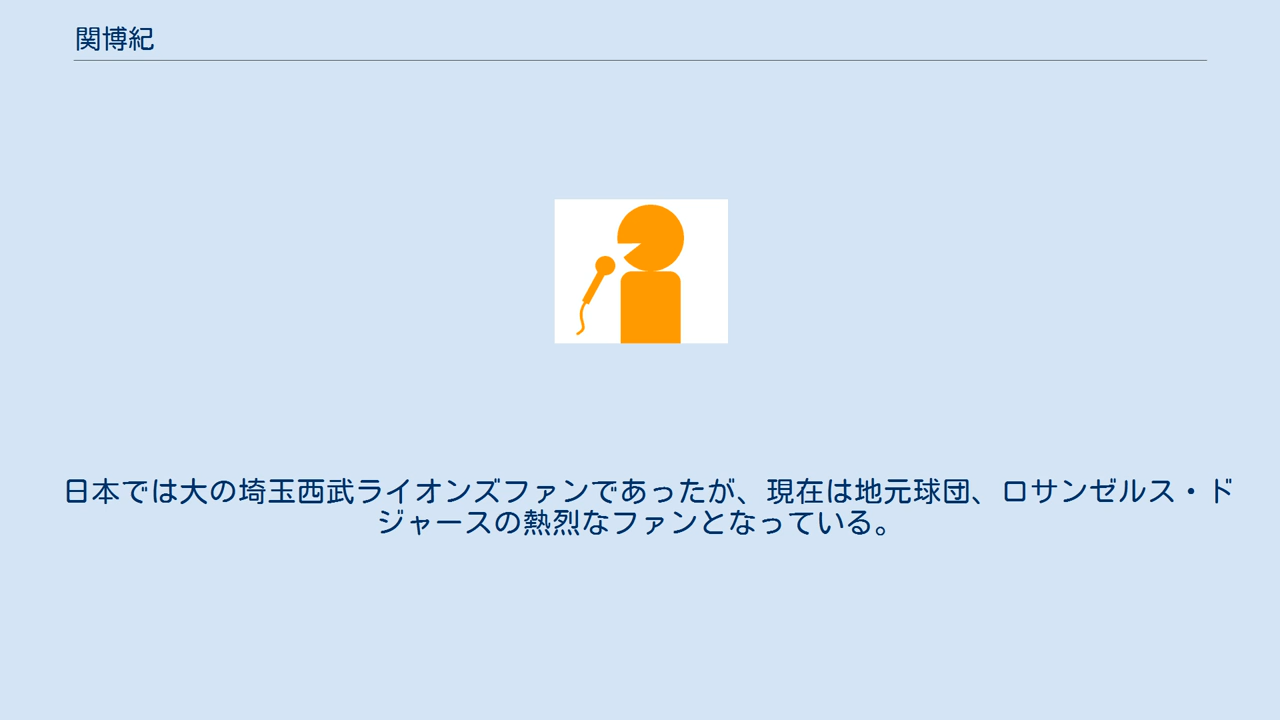 関博紀
日本では大の埼玉西武ライオンズファンであったが、現在は地元球団、ロサンゼルス・ド
ジャースの熱烈なファンとなっている。